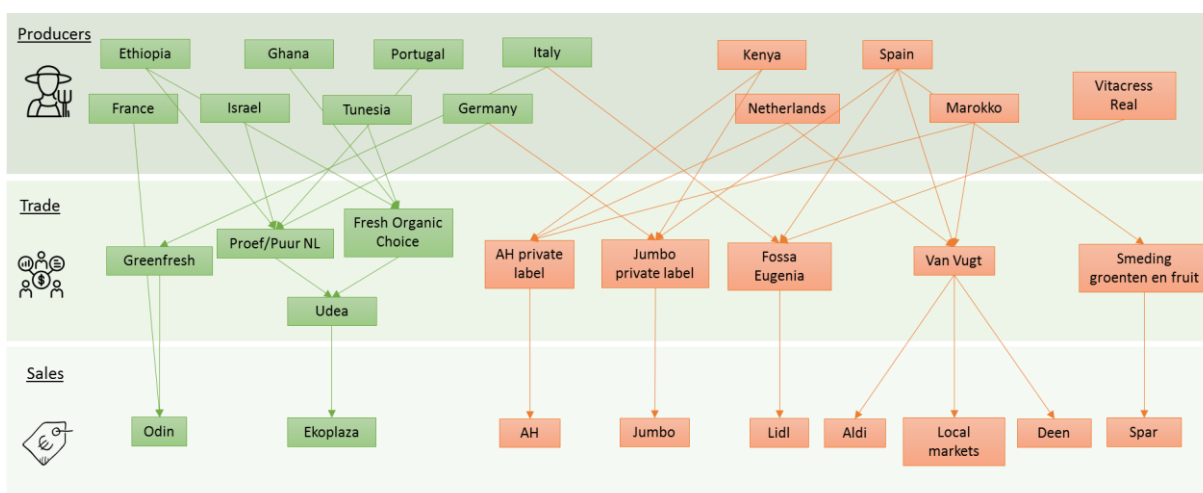 Producers
Ethiopia
Ghana
Portugal
Italy
Kenya
Spain
Vitacress
Real
France
Israel
Tunesia
Germany
Netherlands
Marokko
Trade
Greenfresh
Proef/Puur NL
Fresh Organic
Choice
AH private
label
Jumbo
private label
Fossa
Eugenia
Van Vugt
Smeding
groenten en fruit
Udea
Sales
Odin
Ekoplaza
AH
Jumbo
Lidl
Aldi
Local
markets
Deen
Spar